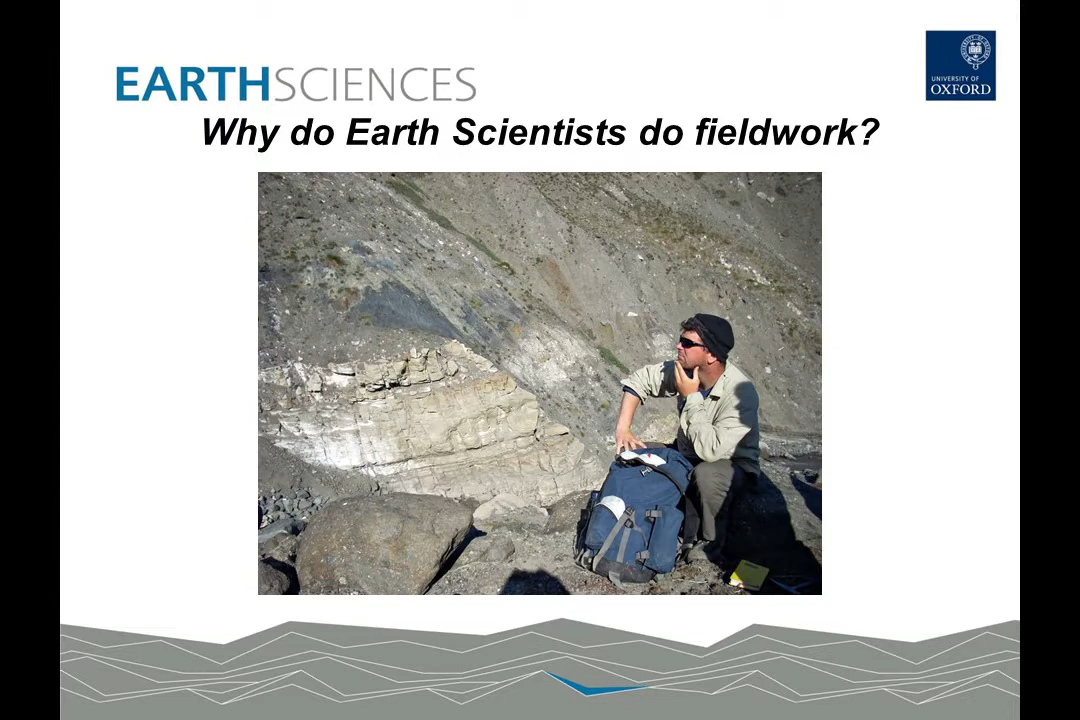 EARTHSCIENCES
UNIVERSITY OF
OXFORD
Why do Earth Scientists do fieldwork?